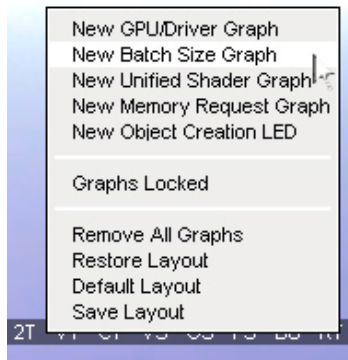 New GPU/Driver Graph
New Batch Size Graph
New Unified Shader Graph
New Memory Request Graph
New Object Creation LED
Graphs Locked
Remove All Graphs
Restore Layout
Default Layout
Save Layout
2T